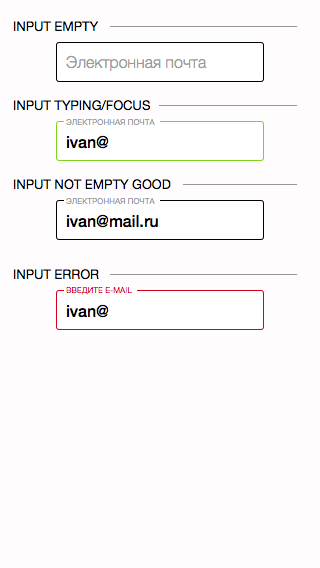 INPUT EMPTY
Электронная почта
INPUT TYPING/FOCUS
ЭЛЕКТРОННАЯ ПОЧТА
ivan@
INPUT NOT EMPTY GOOD
ЭЛЕКТРОННАЯ ПОЧТА
ivan@mail.ru
INPUT ERROR
ВВЕДИТЕ E-MAIL
ivan@